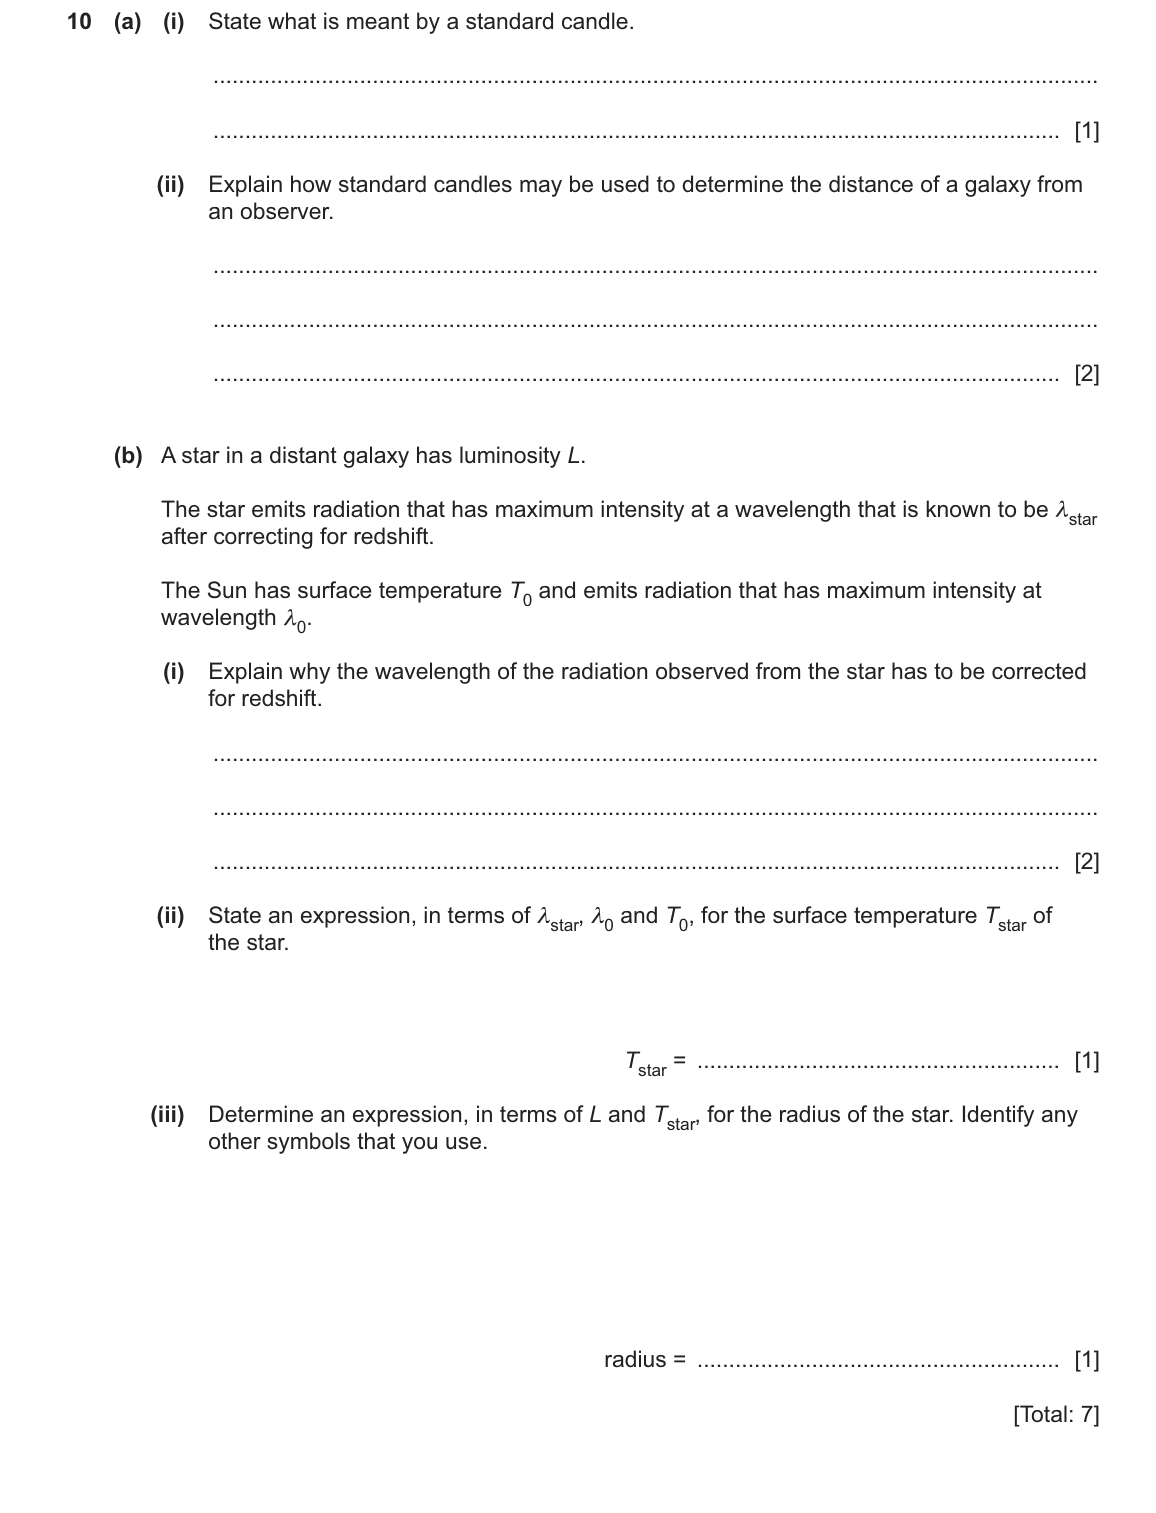 10 (a) (i) State what is meant by a standard candle.
..........................................................................................
.......................................................................................... [1]
(ii) Explain how standard candles may be used to determine the distance of a galaxy from
an observer.
..........................................................................................
..........................................................................................
.......................................................................................... [2]
(b) A star in a distant galaxy has luminosity L.
The star emits radiation that has maximum intensity at a wavelength that is known to be λstar
after correcting for redshift.
The Sun has surface temperature T0 and emits radiation that has maximum intensity at
wavelength λ0.
(i) Explain why the wavelength of the radiation observed from the star has to be corrected
for redshift.
..........................................................................................
..........................................................................................
.......................................................................................... [2]
(ii) State an expression, in terms of λstar, λ0 and T0, for the surface temperature Tstar of
the star.
Tstar = .......................................................... [1]
(iii) Determine an expression, in terms of L and Tstar, for the radius of the star. Identify any
other symbols that you use.
radius = .......................................................... [1]
[Total: 7]